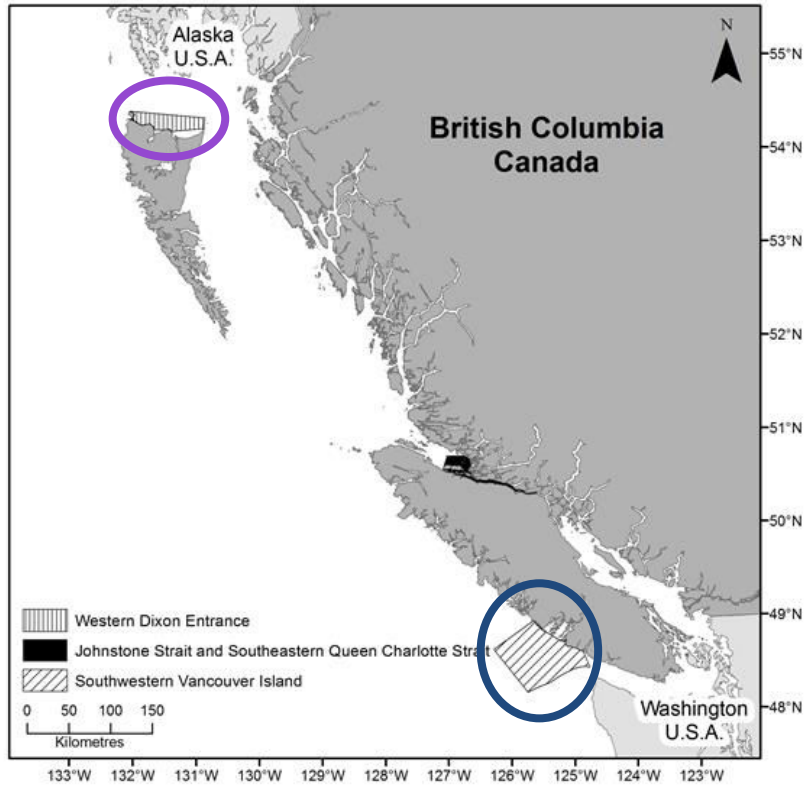 Alaska
U.S.A.
N
55°N
British Columbia
Canada
54°N
53°N
52°N
51°N
50°N
49°N
Western Dixon Entrance
Johnstone Strait and Southeastern Queen Charlotte Strait
Southwestern Vancouver Island
0 50 100 150
Kilometres
Washington
U.S.A.
48°N
133°W 132°W 131°W 130°W 129°W 128°W 127°W 126°W 125°W 124°W 123°W